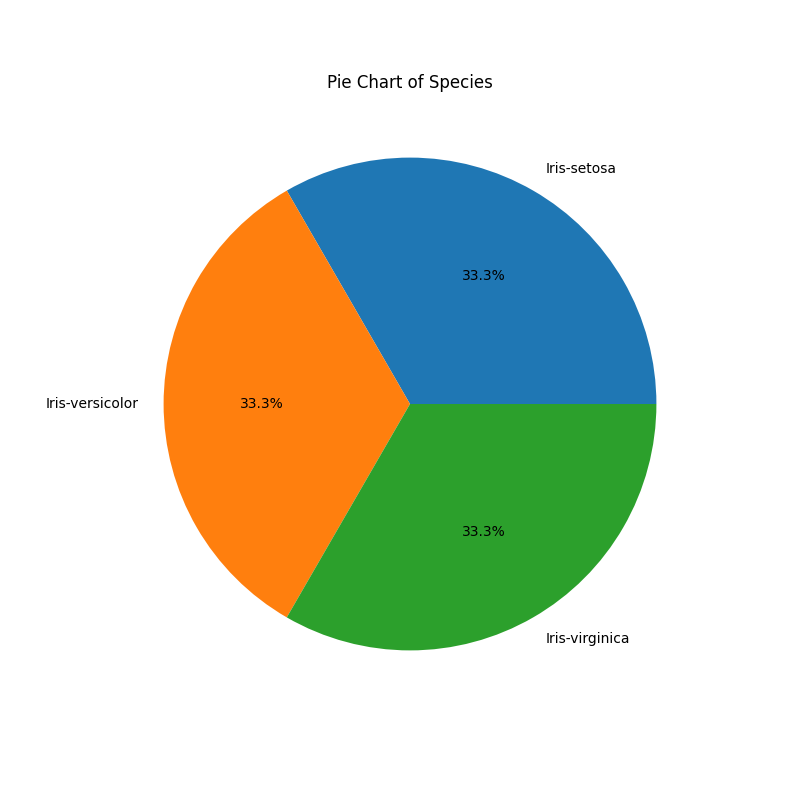 Pie Chart of Species
Iris-setosa
33.3%
Iris-versicolor
33.3%
33.3%
Iris-virginica